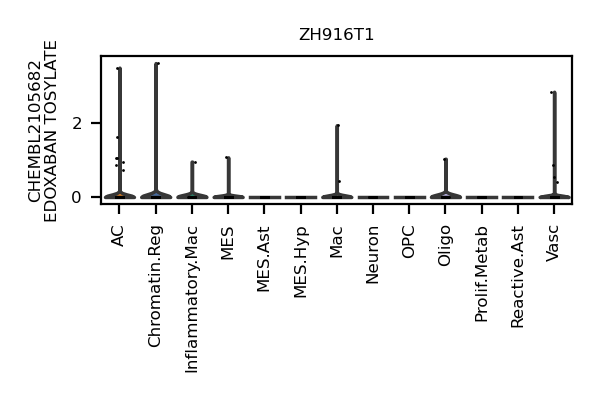 ZH916T1
CHEMBL2105682
EDOXABAN TOSYLATE
2
0
AC
Chromatin.Reg
Inflammatory.Mac
MES
MES.Ast
MES.Hyp
Mac
Neuron
OPC
Oligo
Prolif.Metab
Reactive.Ast
Vasc